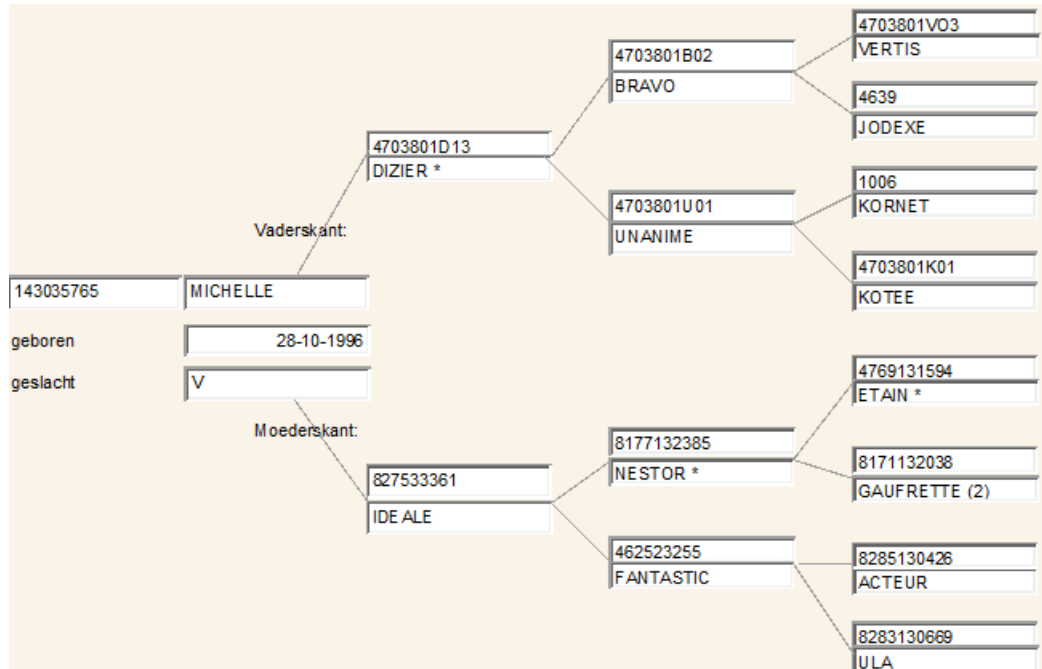 4703801VO3
VERTIS
4703801B02
BRAVO
4639
JODEXE
4703801D13
DIZIER *
1006
KORNET
4703801U01
UNANIME
Vaderskant:
4703801K01
KOTEE
143035765 MICHELLE
geboren 28-10-1996
geslacht V
4769131594
ETAIN *
Moederskant:
8177132385
NESTOR *
8171132038
GAUFRETTE (2)
827533361
IDEALE
462523255
FANTASTIC
8285130426
ACTEUR
8283130669
ULA